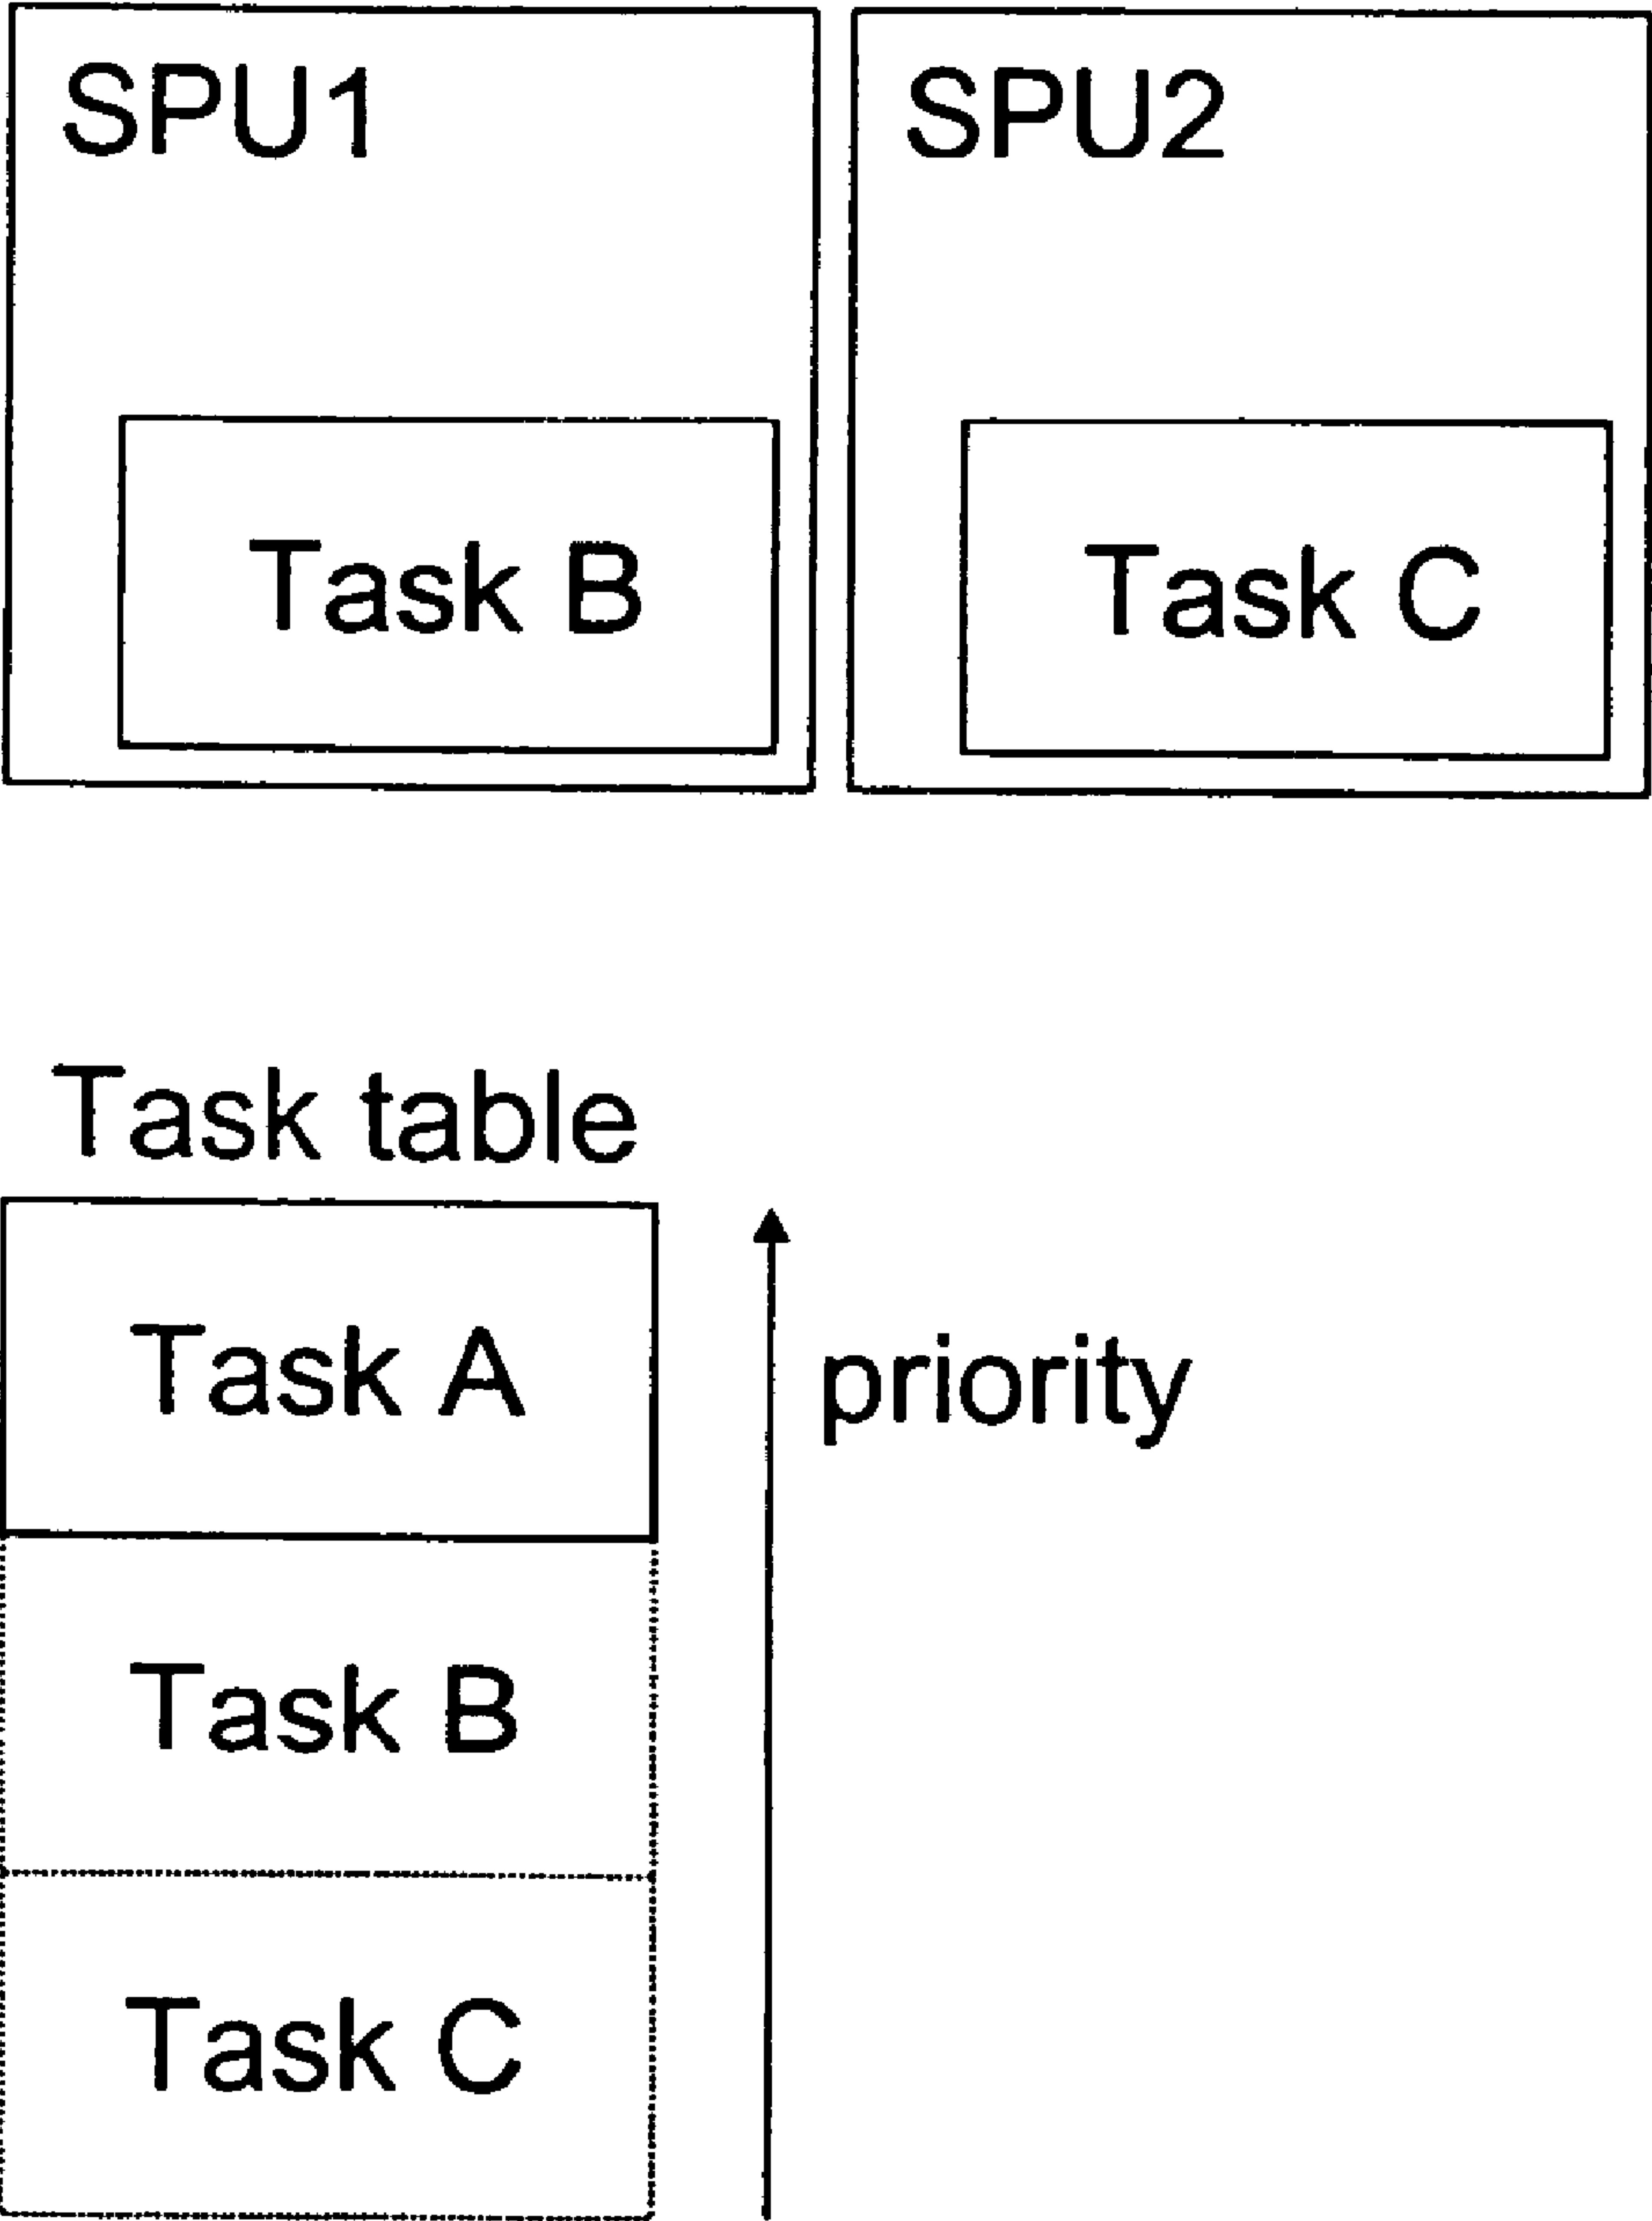 SPU1
SPU2
Task B
Task C
Task table
Task A
priority
Task B
Task C